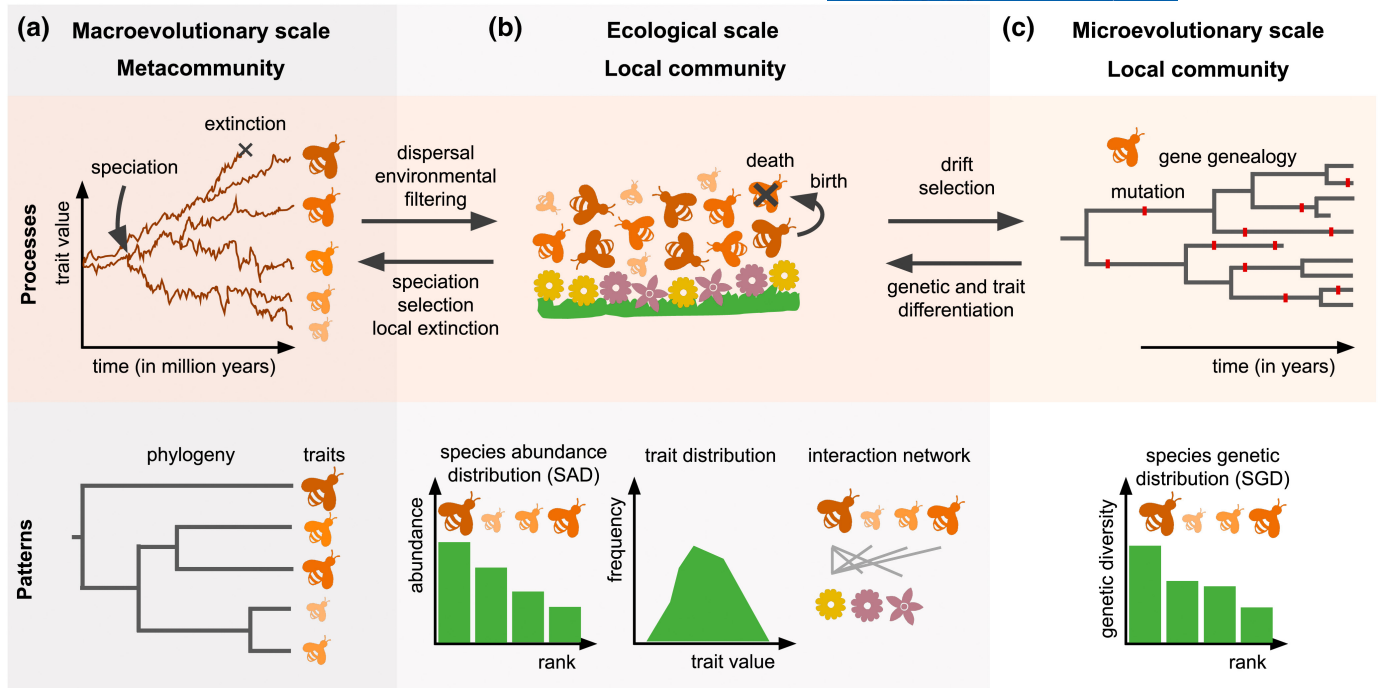 (a) Macroevolutionary scale
Metacommunity
(b) Ecological scale
Local community
(c) Microevolutionary scale
Local community
Processes
extinction
speciation
trait value
time (in million years)
dispersal
environmental
filtering
speciation
selection
local extinction
death
birth
drift
selection
genetic and trait
differentiation
gene genealogy
mutation
time (in years)
Patterns
phylogeny
traits
species abundance
distribution (SAD)
abundance
rank
trait distribution
frequency
trait value
interaction network
species genetic
distribution (SGD)
genetic diversity
rank